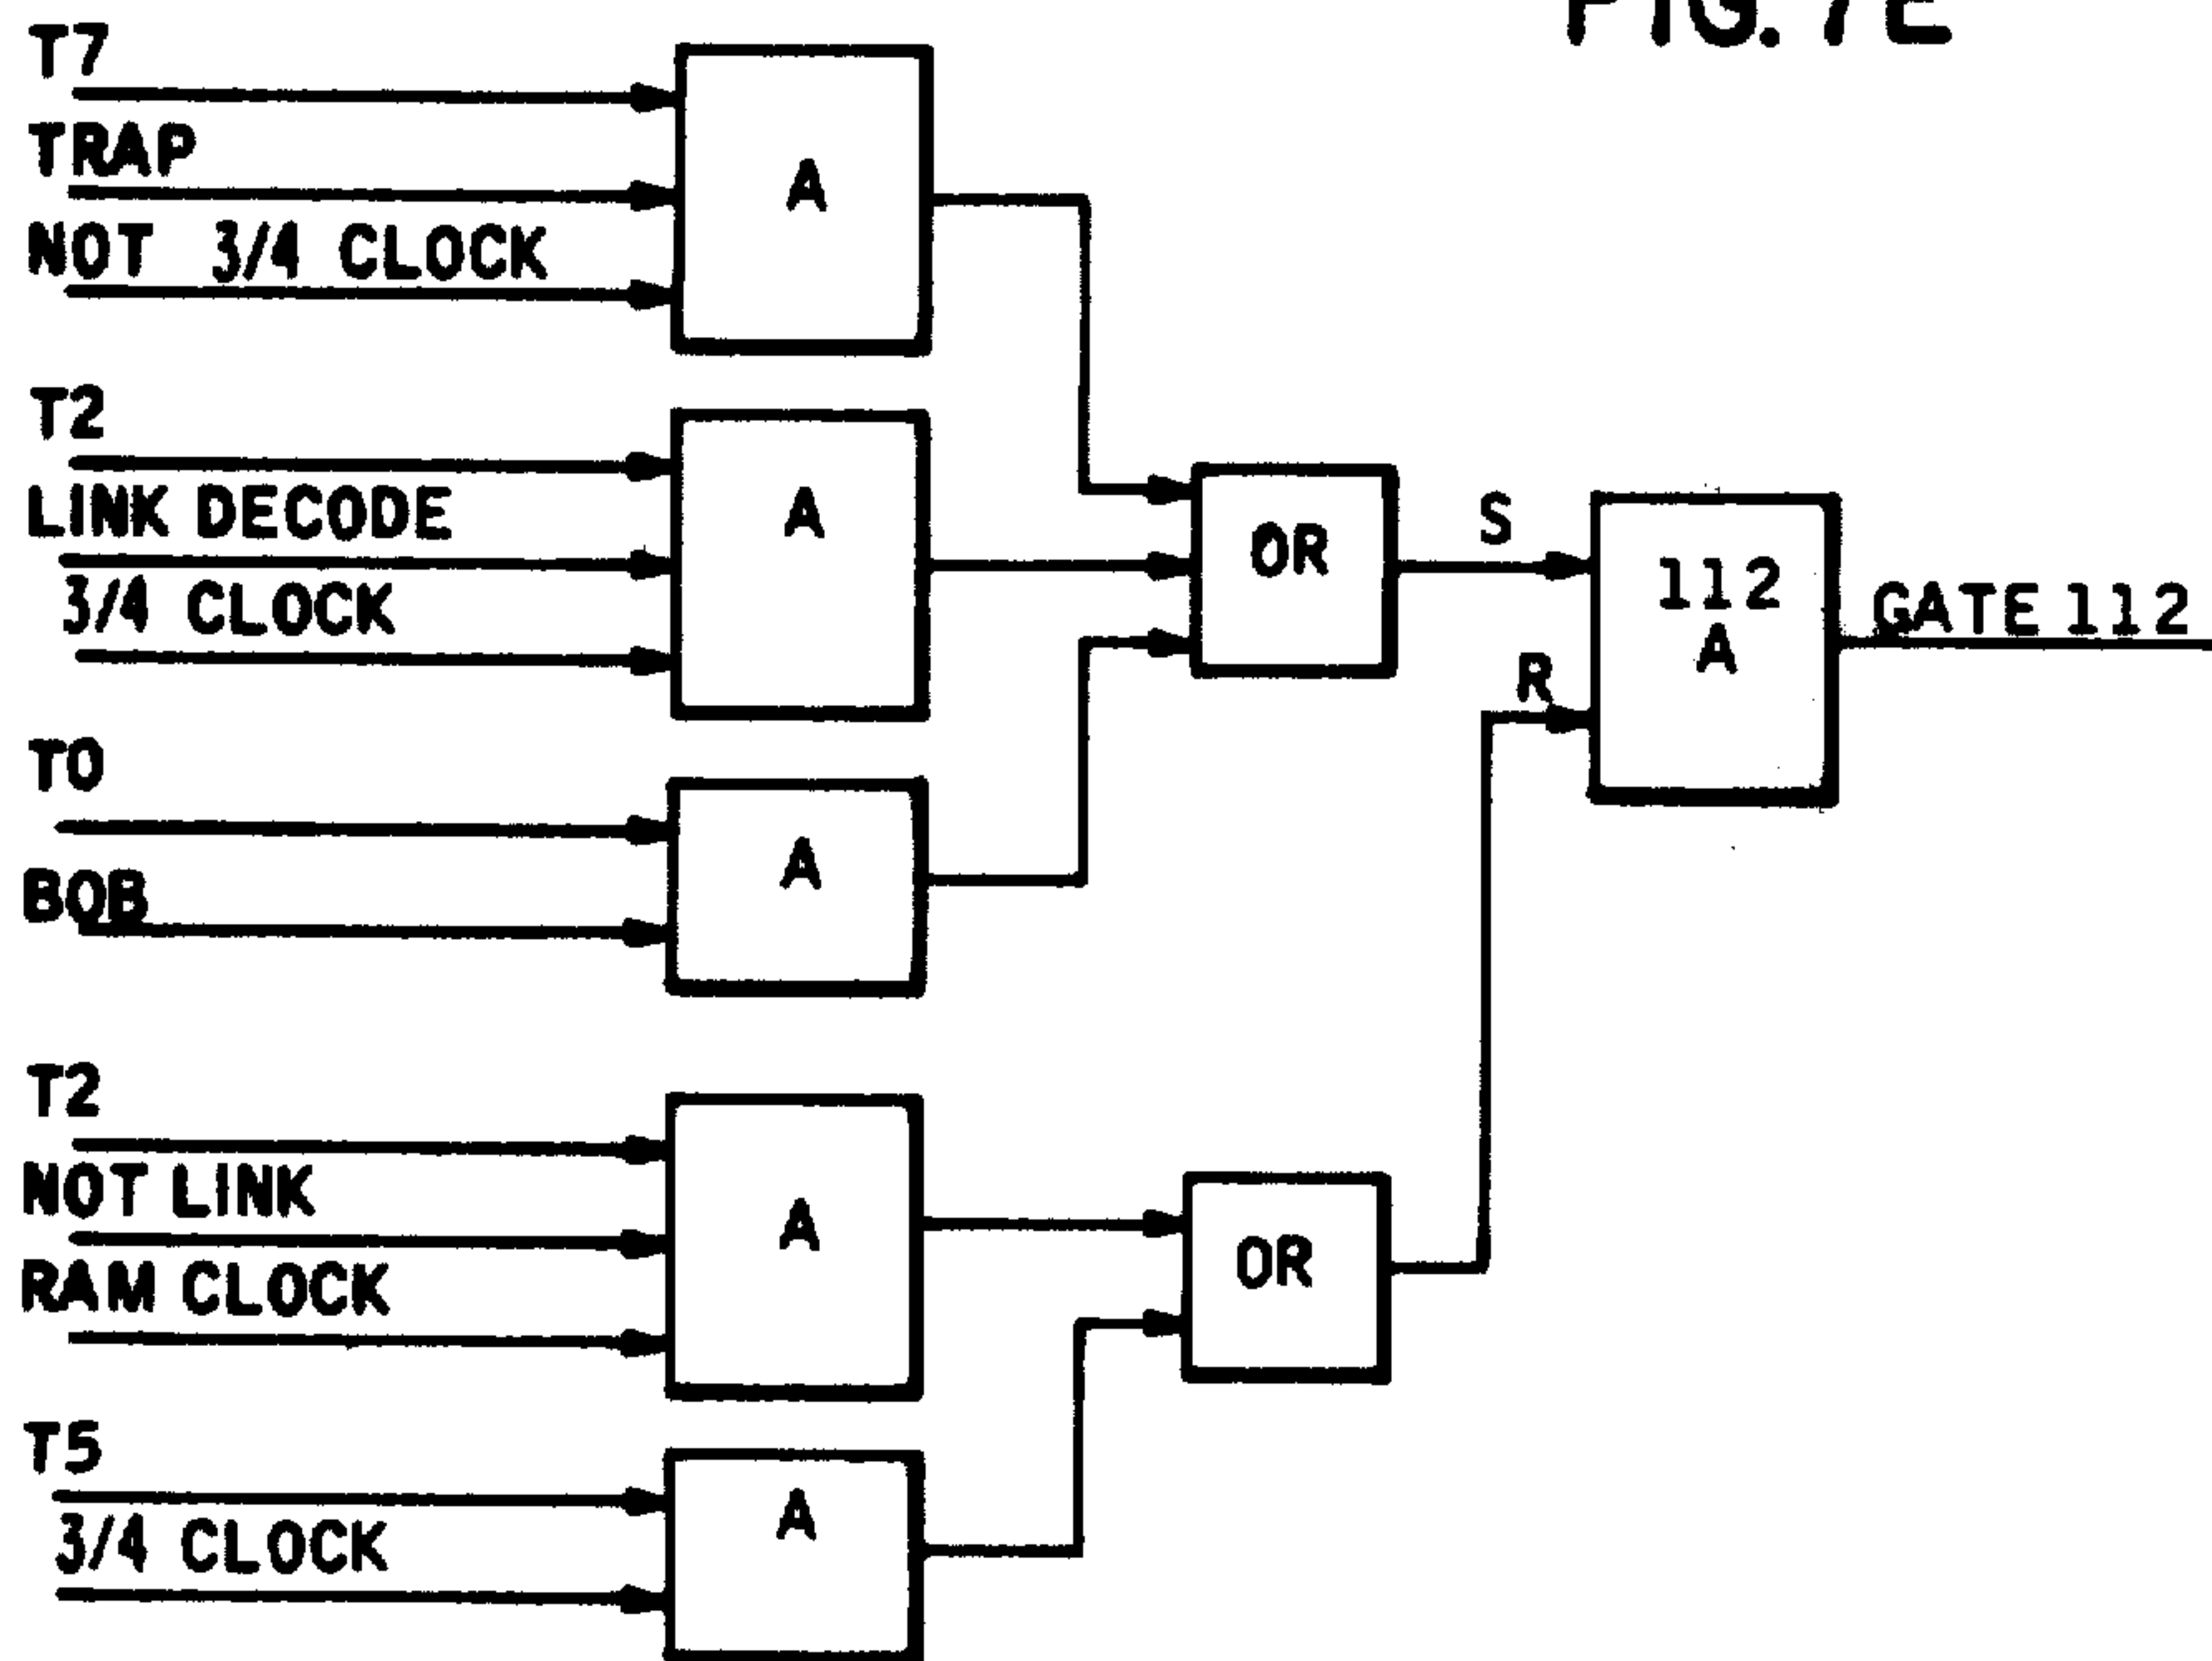 FIG. 7E
T7
TRAP
NOT 3/4 CLOCK
A
T2
LINK DECODE
3/4 CLOCK
A
OR
S
R
112
A
GATE 112
T0
BOB
A
T2
NOT LINK
RAM CLOCK
A
OR
T5
3/4 CLOCK
A